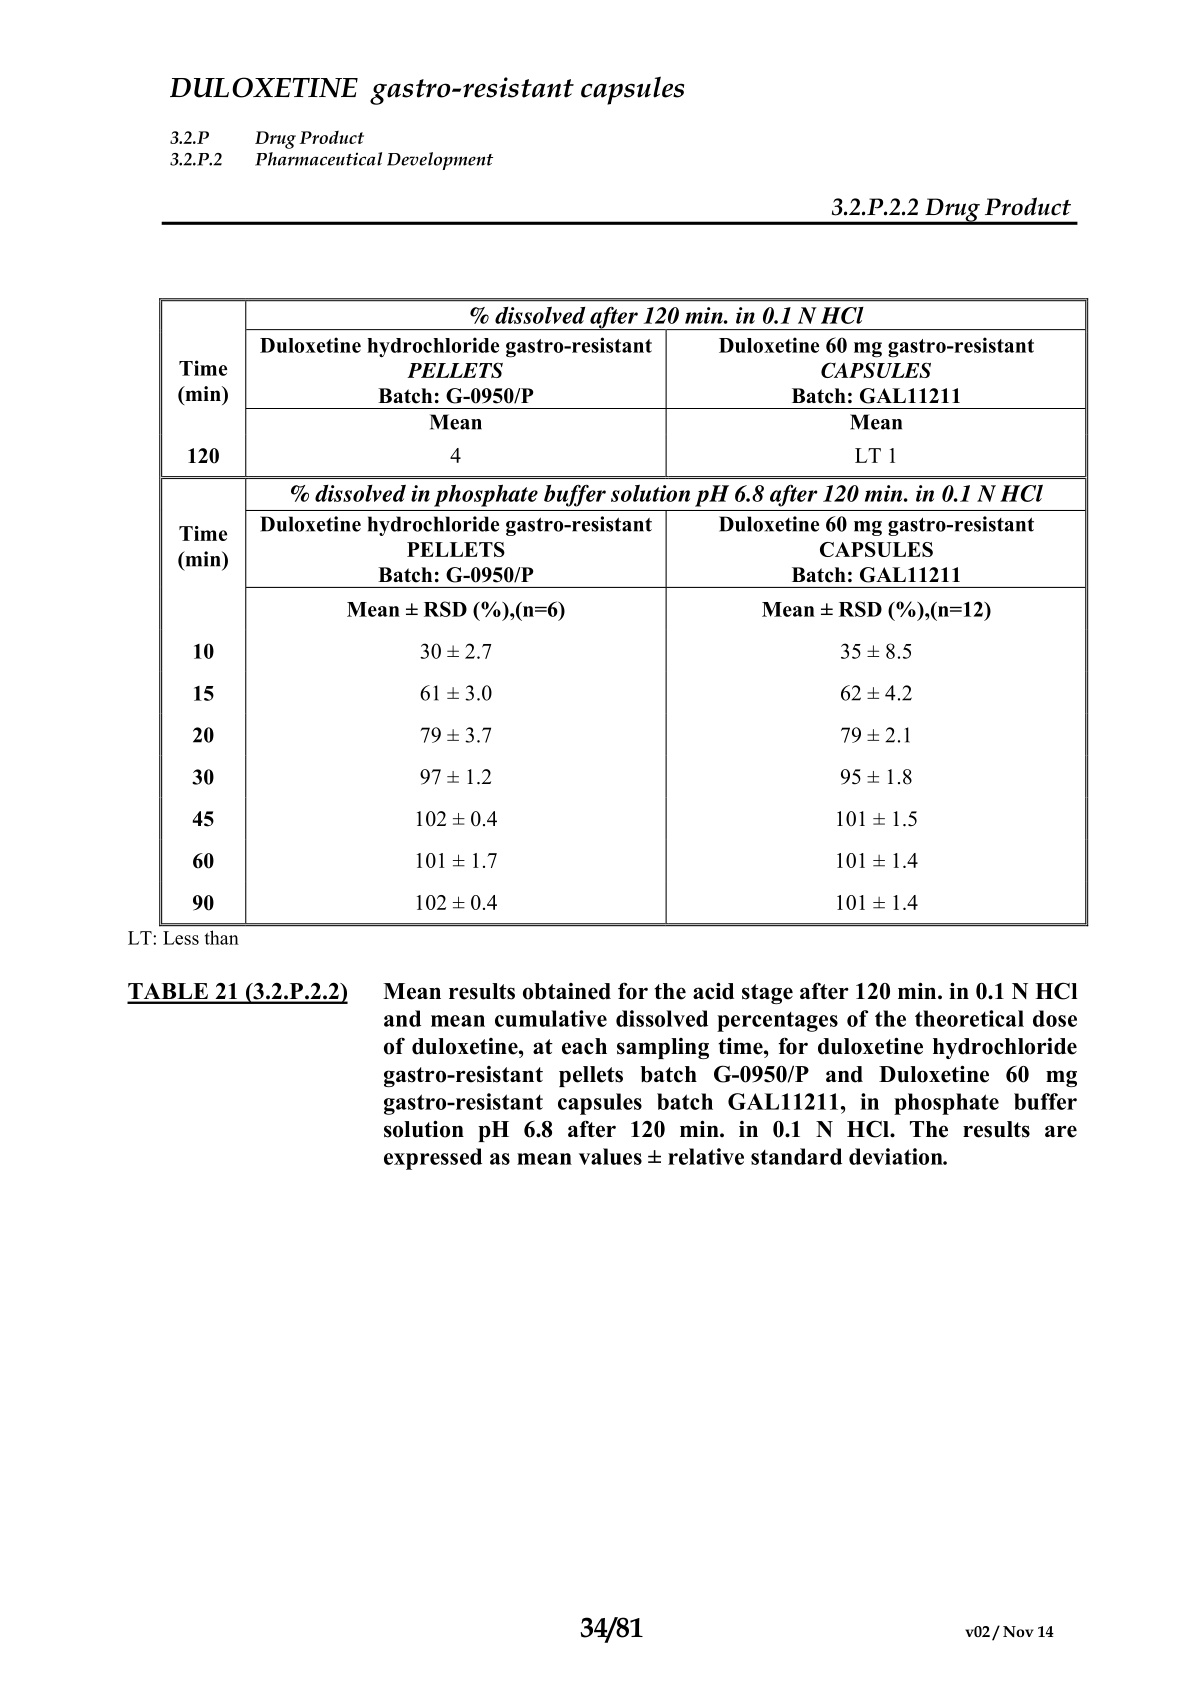 DULOXETINE gastro-resistant capsules
3.2.P Drug Product
3.2.P.2 Pharmaceutical Development
3.2.P.2.2 Drug Product
% dissolved after 120 min. in 0.1 N HCl
Time (min)
Duloxetine hydrochloride gastro-resistant
PELLETS
Batch: G-0950/P
Duloxetine 60 mg gastro-resistant
CAPSULES
Batch: GAL11211
Mean Mean
120 4 LT 1
% dissolved in phosphate buffer solution pH 6.8 after 120 min. in 0.1 N HCl
Time (min)
Duloxetine hydrochloride gastro-resistant
PELLETS
Batch: G-0950/P
Duloxetine 60 mg gastro-resistant
CAPSULES
Batch: GAL11211
Mean ± RSD (%),(n=6) Mean ± RSD (%),(n=12)
10 30 ± 2.7 35 ± 8.5
15 61 ± 3.0 62 ± 4.2
20 79 ± 3.7 79 ± 2.1
30 97 ± 1.2 95 ± 1.8
45 102 ± 0.4 101 ± 1.5
60 101 ± 1.7 101 ± 1.4
90 102 ± 0.4 101 ± 1.4
LT: Less than
TABLE 21 (3.2.P.2.2) Mean results obtained for the acid stage after 120 min. in 0.1 N HCl
and mean cumulative dissolved percentages of the theoretical dose
of duloxetine, at each sampling time, for duloxetine hydrochloride
gastro-resistant pellets batch G-0950/P and Duloxetine 60 mg
gastro-resistant capsules batch GAL11211, in phosphate buffer
solution pH 6.8 after 120 min. in 0.1 N HCl. The results are
expressed as mean values ± relative standard deviation.
34/81
v02 / Nov 14